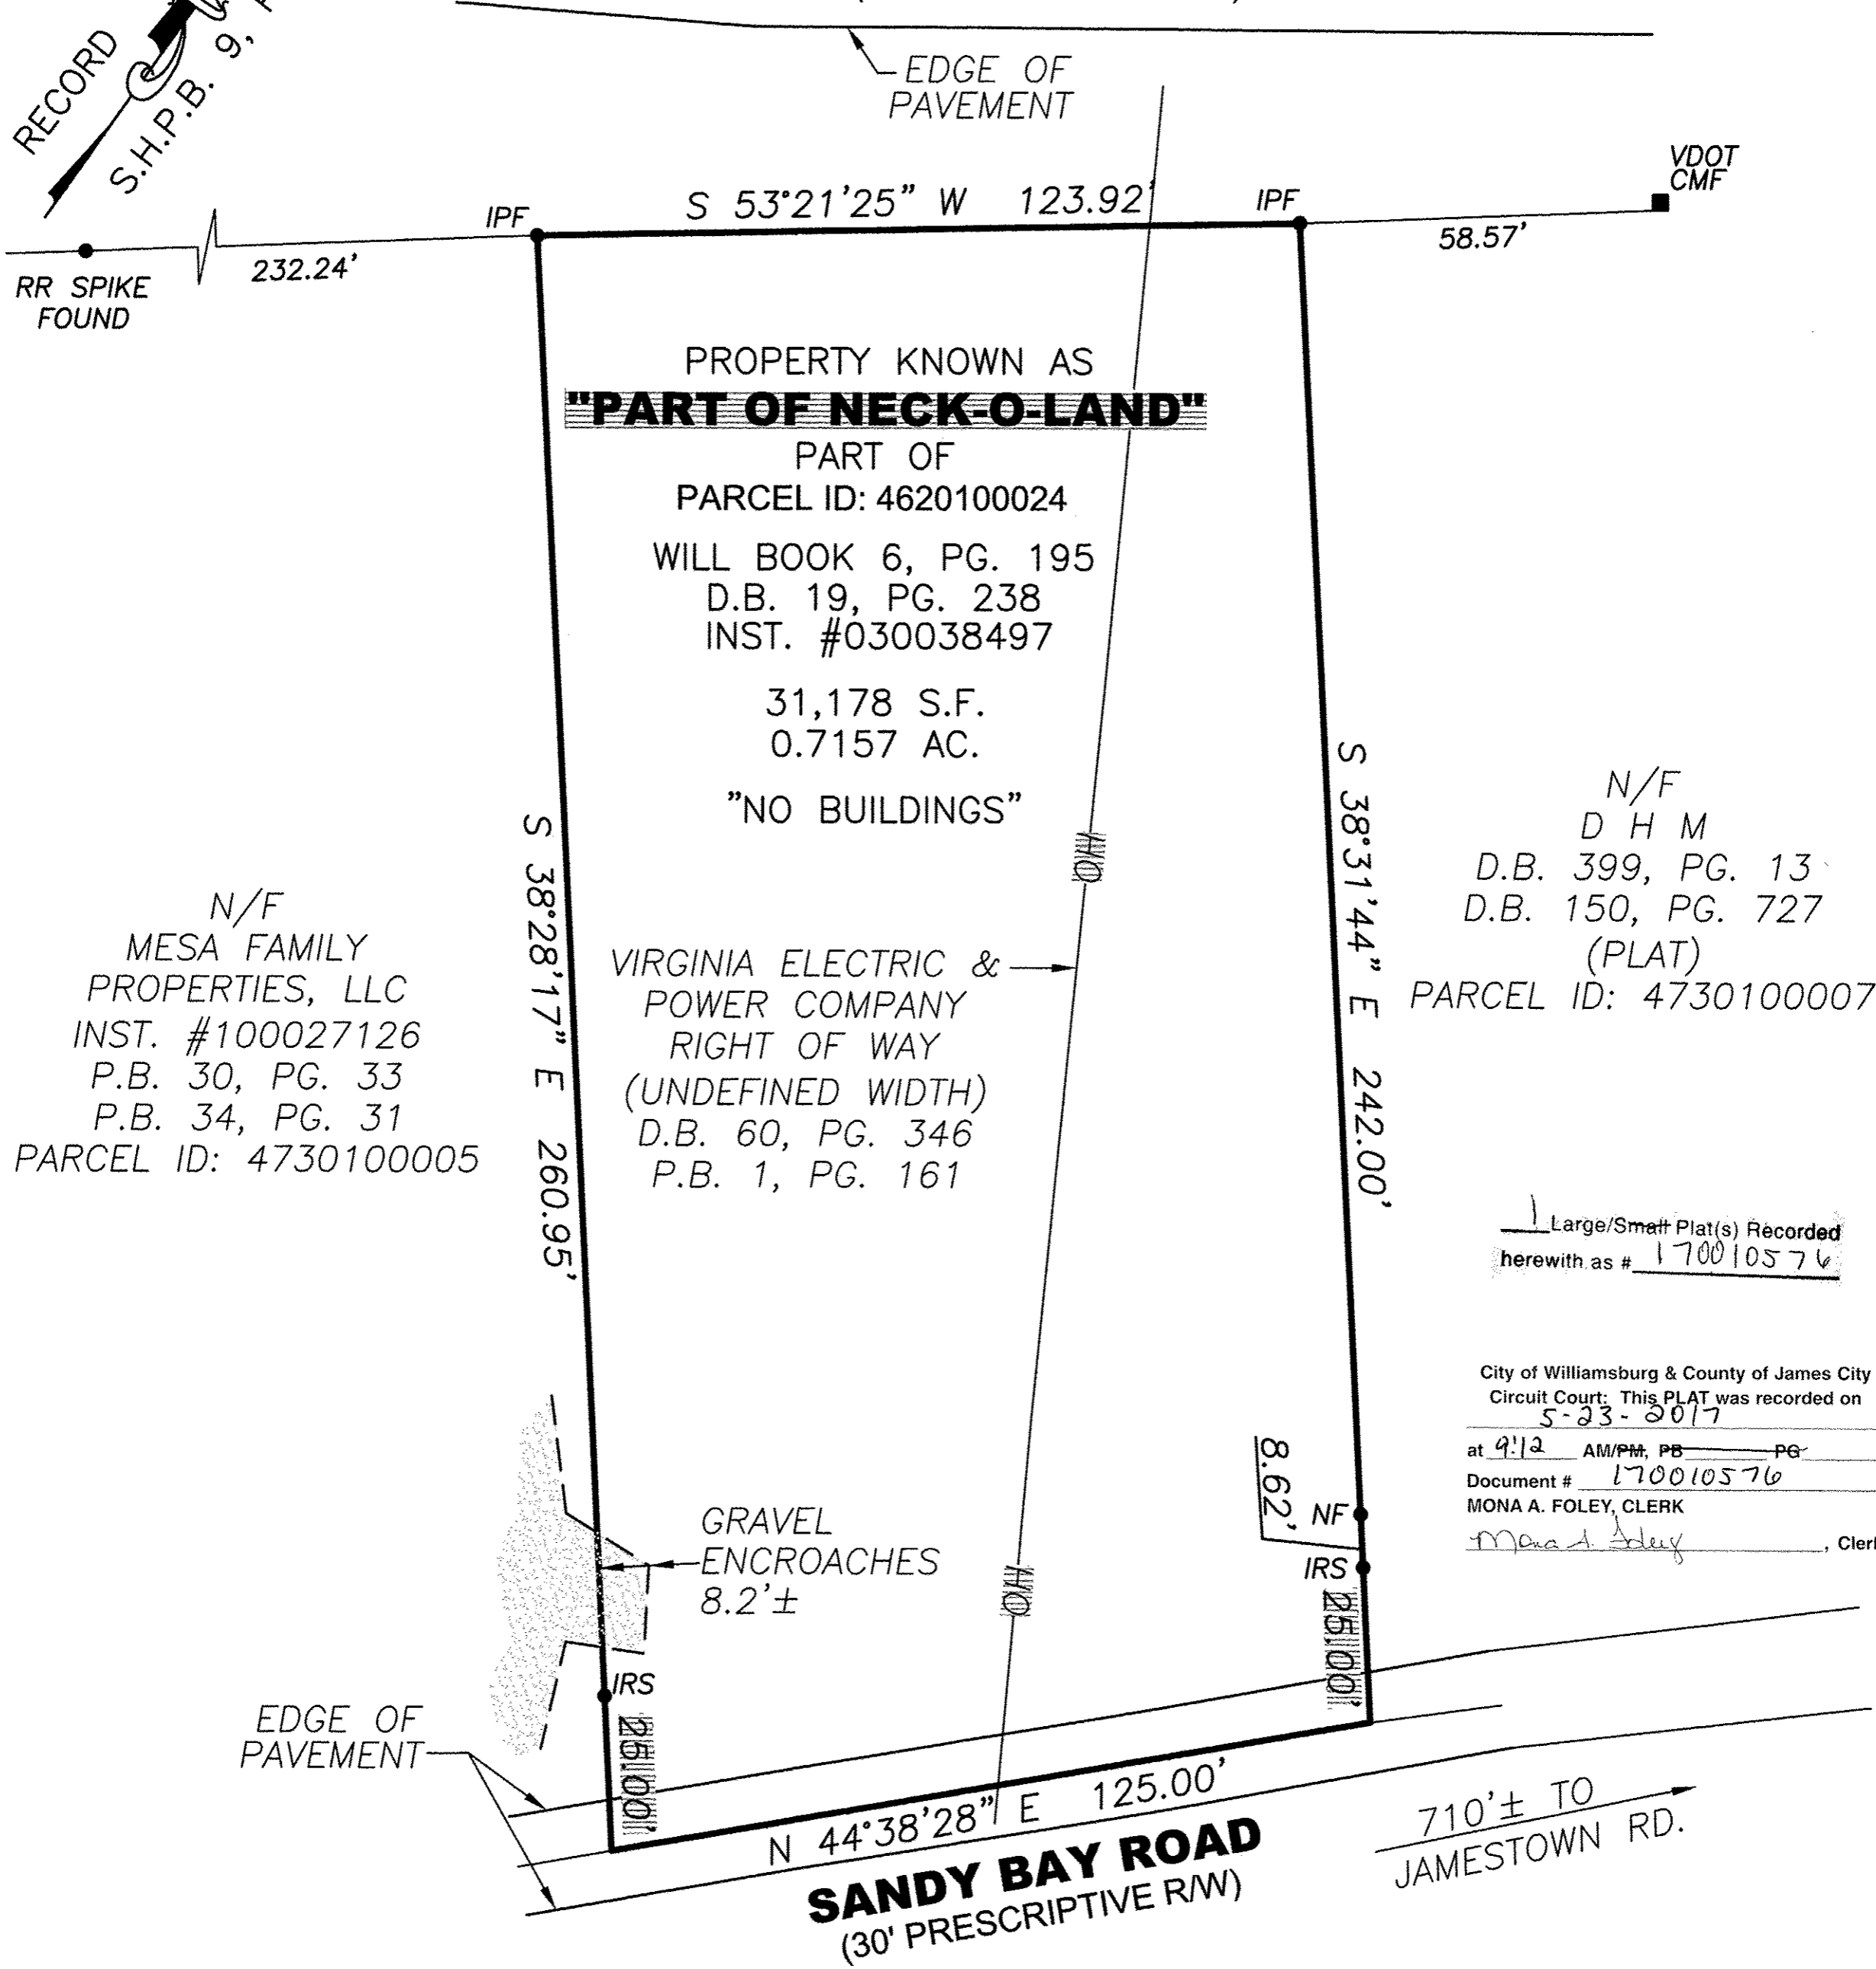 RECORD
S.H.P.B. 9,
EDGE OF
PAVEMENT
VDOT
CMF
IPF
S 53°21'25" W 123.92'
IPF
58.57'
232.24'
RR SPIKE
FOUND
PROPERTY KNOWN AS
"PART OF NECK-O-LAND"
PART OF
PARCEL ID: 4620100024
WILL BOOK 6, PG. 195
D.B. 19, PG. 238
INST. #030038497
31,178 S.F.
0.7157 AC.
"NO BUILDINGS"
S 38°28'17" E 260.95'
S 38°31'44" E 242.00'
N/F
D H M
D.B. 399, PG. 13
D.B. 150, PG. 727
(PLAT)
PARCEL ID: 4730100007
N/F
MESA FAMILY
PROPERTIES, LLC
INST. #100027126
P.B. 30, PG. 33
P.B. 34, PG. 31
PARCEL ID: 4730100005
OH
VIRGINIA ELECTRIC &
POWER COMPANY
RIGHT OF WAY
(UNDEFINED WIDTH)
D.B. 60, PG. 346
P.B. 1, PG. 161
1 Large/Small Plat(s) Recorded
herewith as # 170010576
City of Williamsburg & County of James City
Circuit Court: This PLAT was recorded on
5-23-2017
at 9:12 AM/PM, PB PG
Document # 170010576
MONA A. FOLEY, CLERK
Mona A. Foley, Clerk
GRAVEL
ENCROACHES
8.2'±
OH
8.62'
NF
IRS
25.00'
IRS
25.00'
EDGE OF
PAVEMENT
N 44°38'28" E 125.00'
SANDY BAY ROAD
(30' PRESCRIPTIVE R/W)
710'± TO
JAMESTOWN RD.